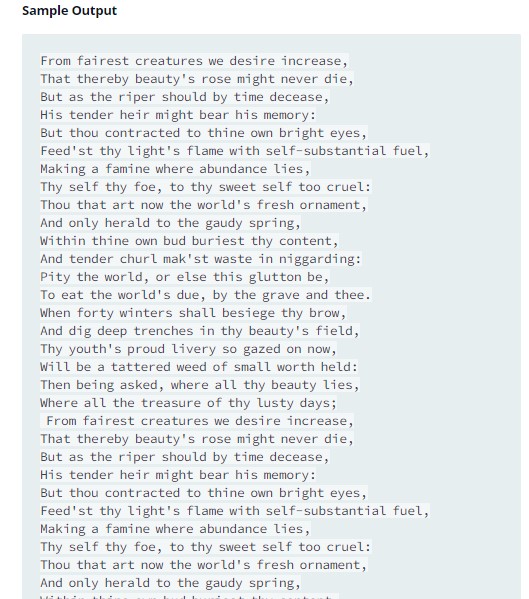 Sample Output
From fairest creatures we desire increase,
That thereby beauty's rose might never die,
But as the riper should by time decease,
His tender heir might bear his memory:
But thou contracted to thine own bright eyes,
Feed'st thy light's flame with self-substantial fuel,
Making a famine where abundance lies,
Thy self thy foe, to thy sweet self too cruel:
Thou that art now the world's fresh ornament,
And only herald to the gaudy spring,
Within thine own bud buriest thy content,
And tender churl mak'st waste in niggarding:
Pity the world, or else this glutton be,
To eat the world's due, by the grave and thee.
When forty winters shall besiege thy brow,
And dig deep trenches in thy beauty's field,
Thy youth's proud livery so gazed on now,
Will be a tattered weed of small worth held:
Then being asked, where all thy beauty lies,
Where all the treasure of thy lusty days;
From fairest creatures we desire increase,
That thereby beauty's rose might never die,
But as the riper should by time decease,
His tender heir might bear his memory:
But thou contracted to thine own bright eyes,
Feed'st thy light's flame with self-substantial fuel,
Making a famine where abundance lies,
Thy self thy foe, to thy sweet self too cruel:
Thou that art now the world's fresh ornament,
And only herald to the gaudy spring,